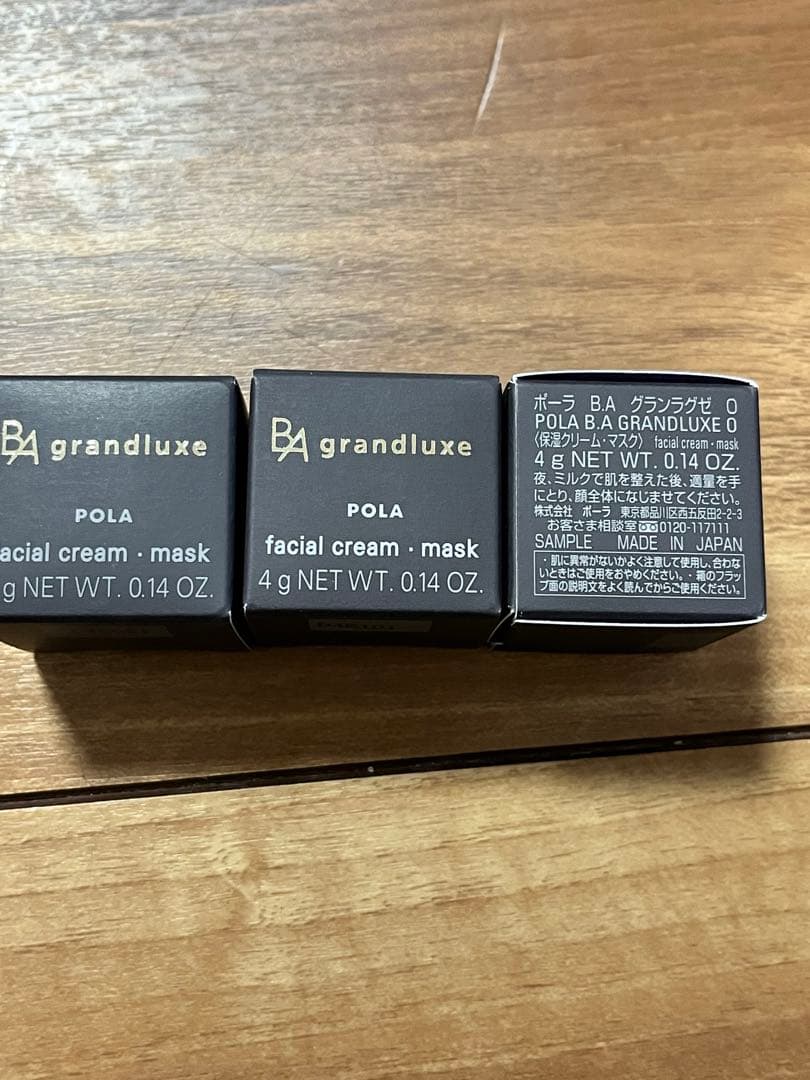 BA grandluxe
POLA
acial cream · mask
g NET WT. 0.14 OZ.
BA grandluxe
POLA
facial cream · mask
4 g NET WT. 0.14 OZ.
ポーラ B.A グランラグゼ O
POLA B.A GRANDLUXE O
〈保湿クリーム・マスク〉 facial cream · mask
4 g NET WT. 0.14 OZ.
夜、ミルクで肌を整えた後、適量を手
にとり、顔全体になじませてください。
株式会社 ポーラ 東京都品川区西五反田2-2-3
お客さま相談室 0120-117111
SAMPLE MADE IN JAPAN
・肌に異常がないかよく注意して使用し、合わな
いときはご使用をおやめください。・箱のフラッ
プ面の説明文をよく読んでからご使用ください。